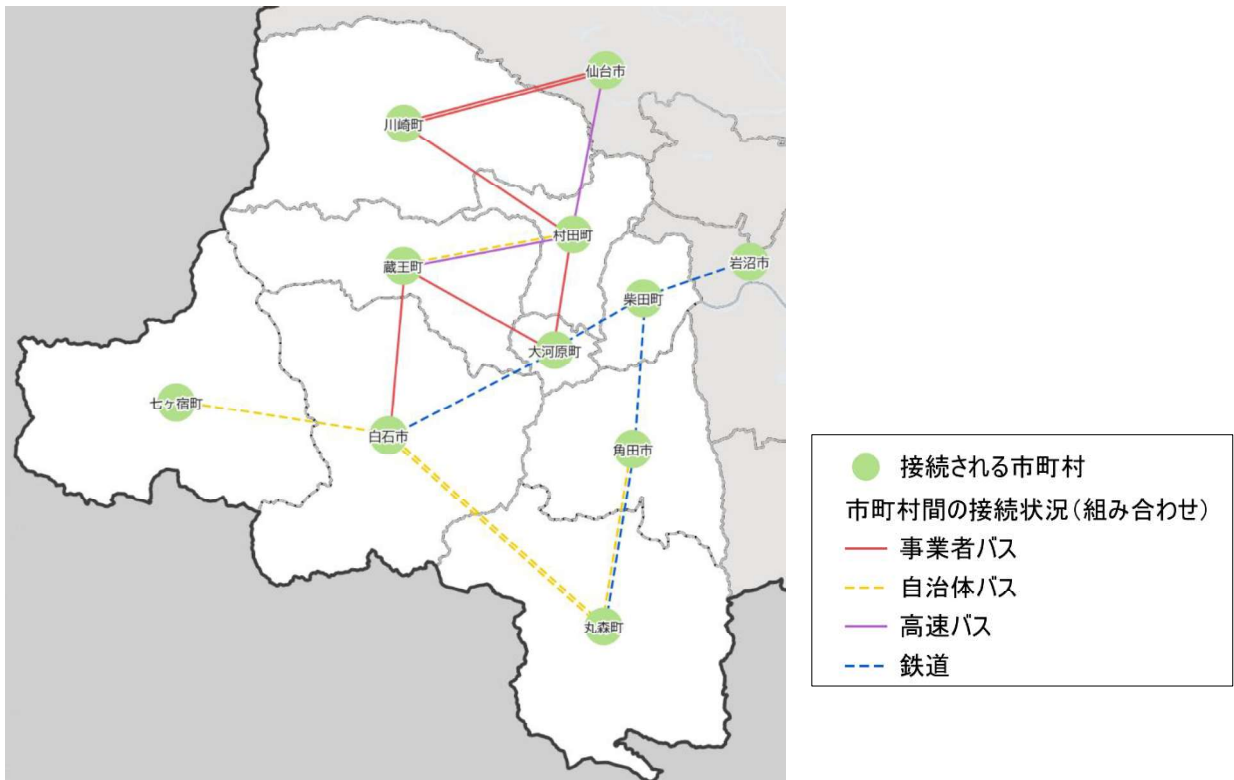 仙台市
川崎町
村田町
蔵王町
岩沼市
柴田町
大河原町
七ヶ宿町
白石市
角田市
丸森町
接続される市町村
市町村間の接続状況(組み合わせ)
事業者バス
自治体バス
高速バス
鉄道